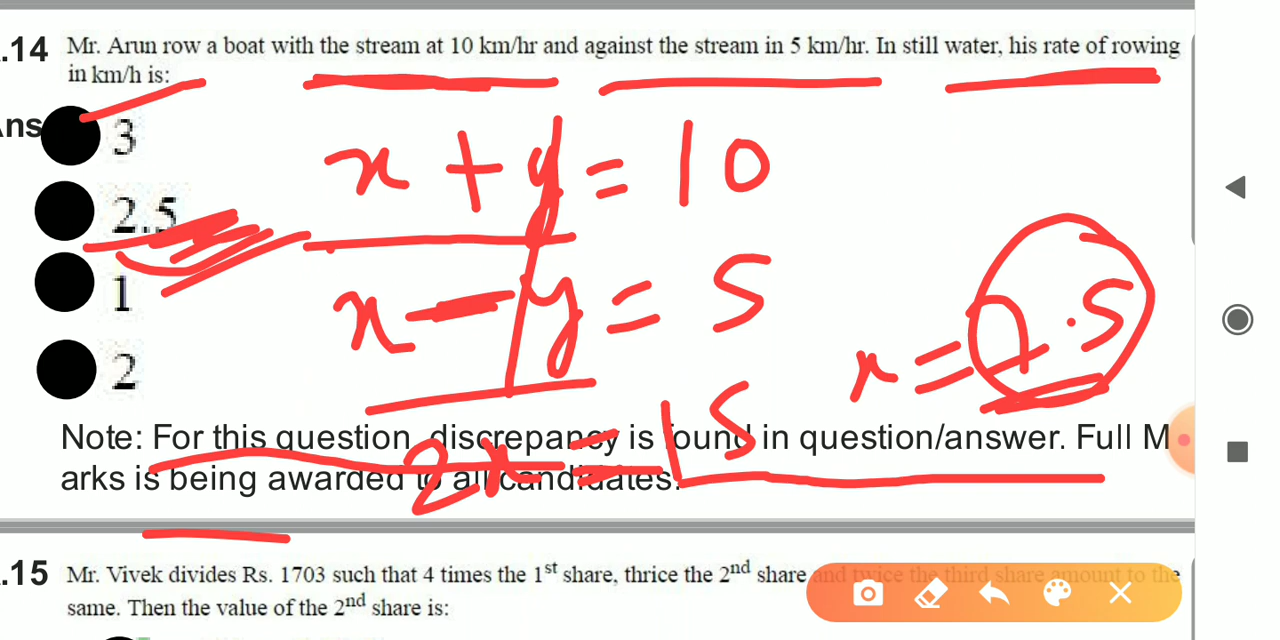 .14 Mr. Arun row a boat with the stream at 10 km/hr and against the stream in 5 km/hr. In still water, his rate of rowing
in km/h is:
Ans
3
2.5
1
2
x + y = 10
x - y = 5
2x = 15
x = 7.5
Note: For this question, discrepancy is found in question/answer. Full M
arks is being awarded to all candidates.
.15 Mr. Vivek divides Rs. 1703 such that 4 times the 1st share, thrice the 2nd share and twice the third share amount to the
same. Then the value of the 2nd share is: